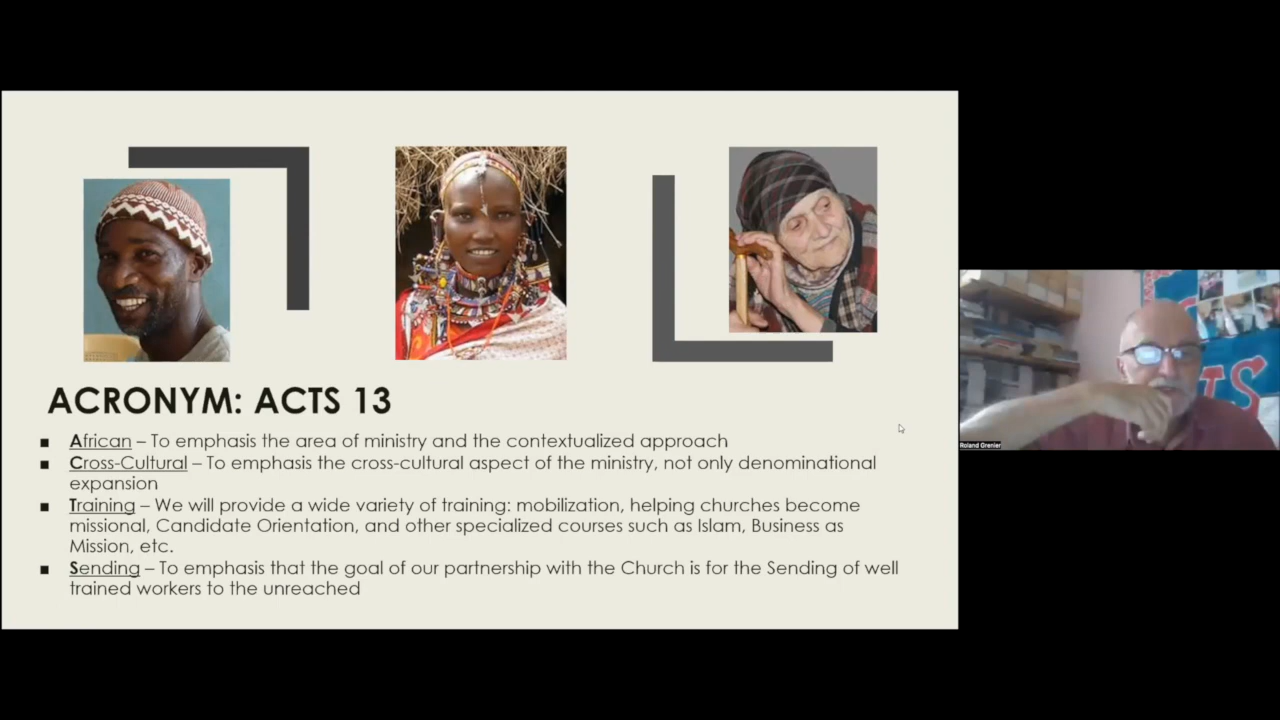 ACRONYM: ACTS 13
▪ African – To emphasis the area of ministry and the contextualized approach
▪ Cross-Cultural – To emphasis the cross-cultural aspect of the ministry, not only denominational
expansion
▪ Training – We will provide a wide variety of training: mobilization, helping churches become
missional, Candidate Orientation, and other specialized courses such as Islam, Business as
Mission, etc.
▪ Sending – To emphasis that the goal of our partnership with the Church is for the Sending of well
trained workers to the unreached
Roland Grenier